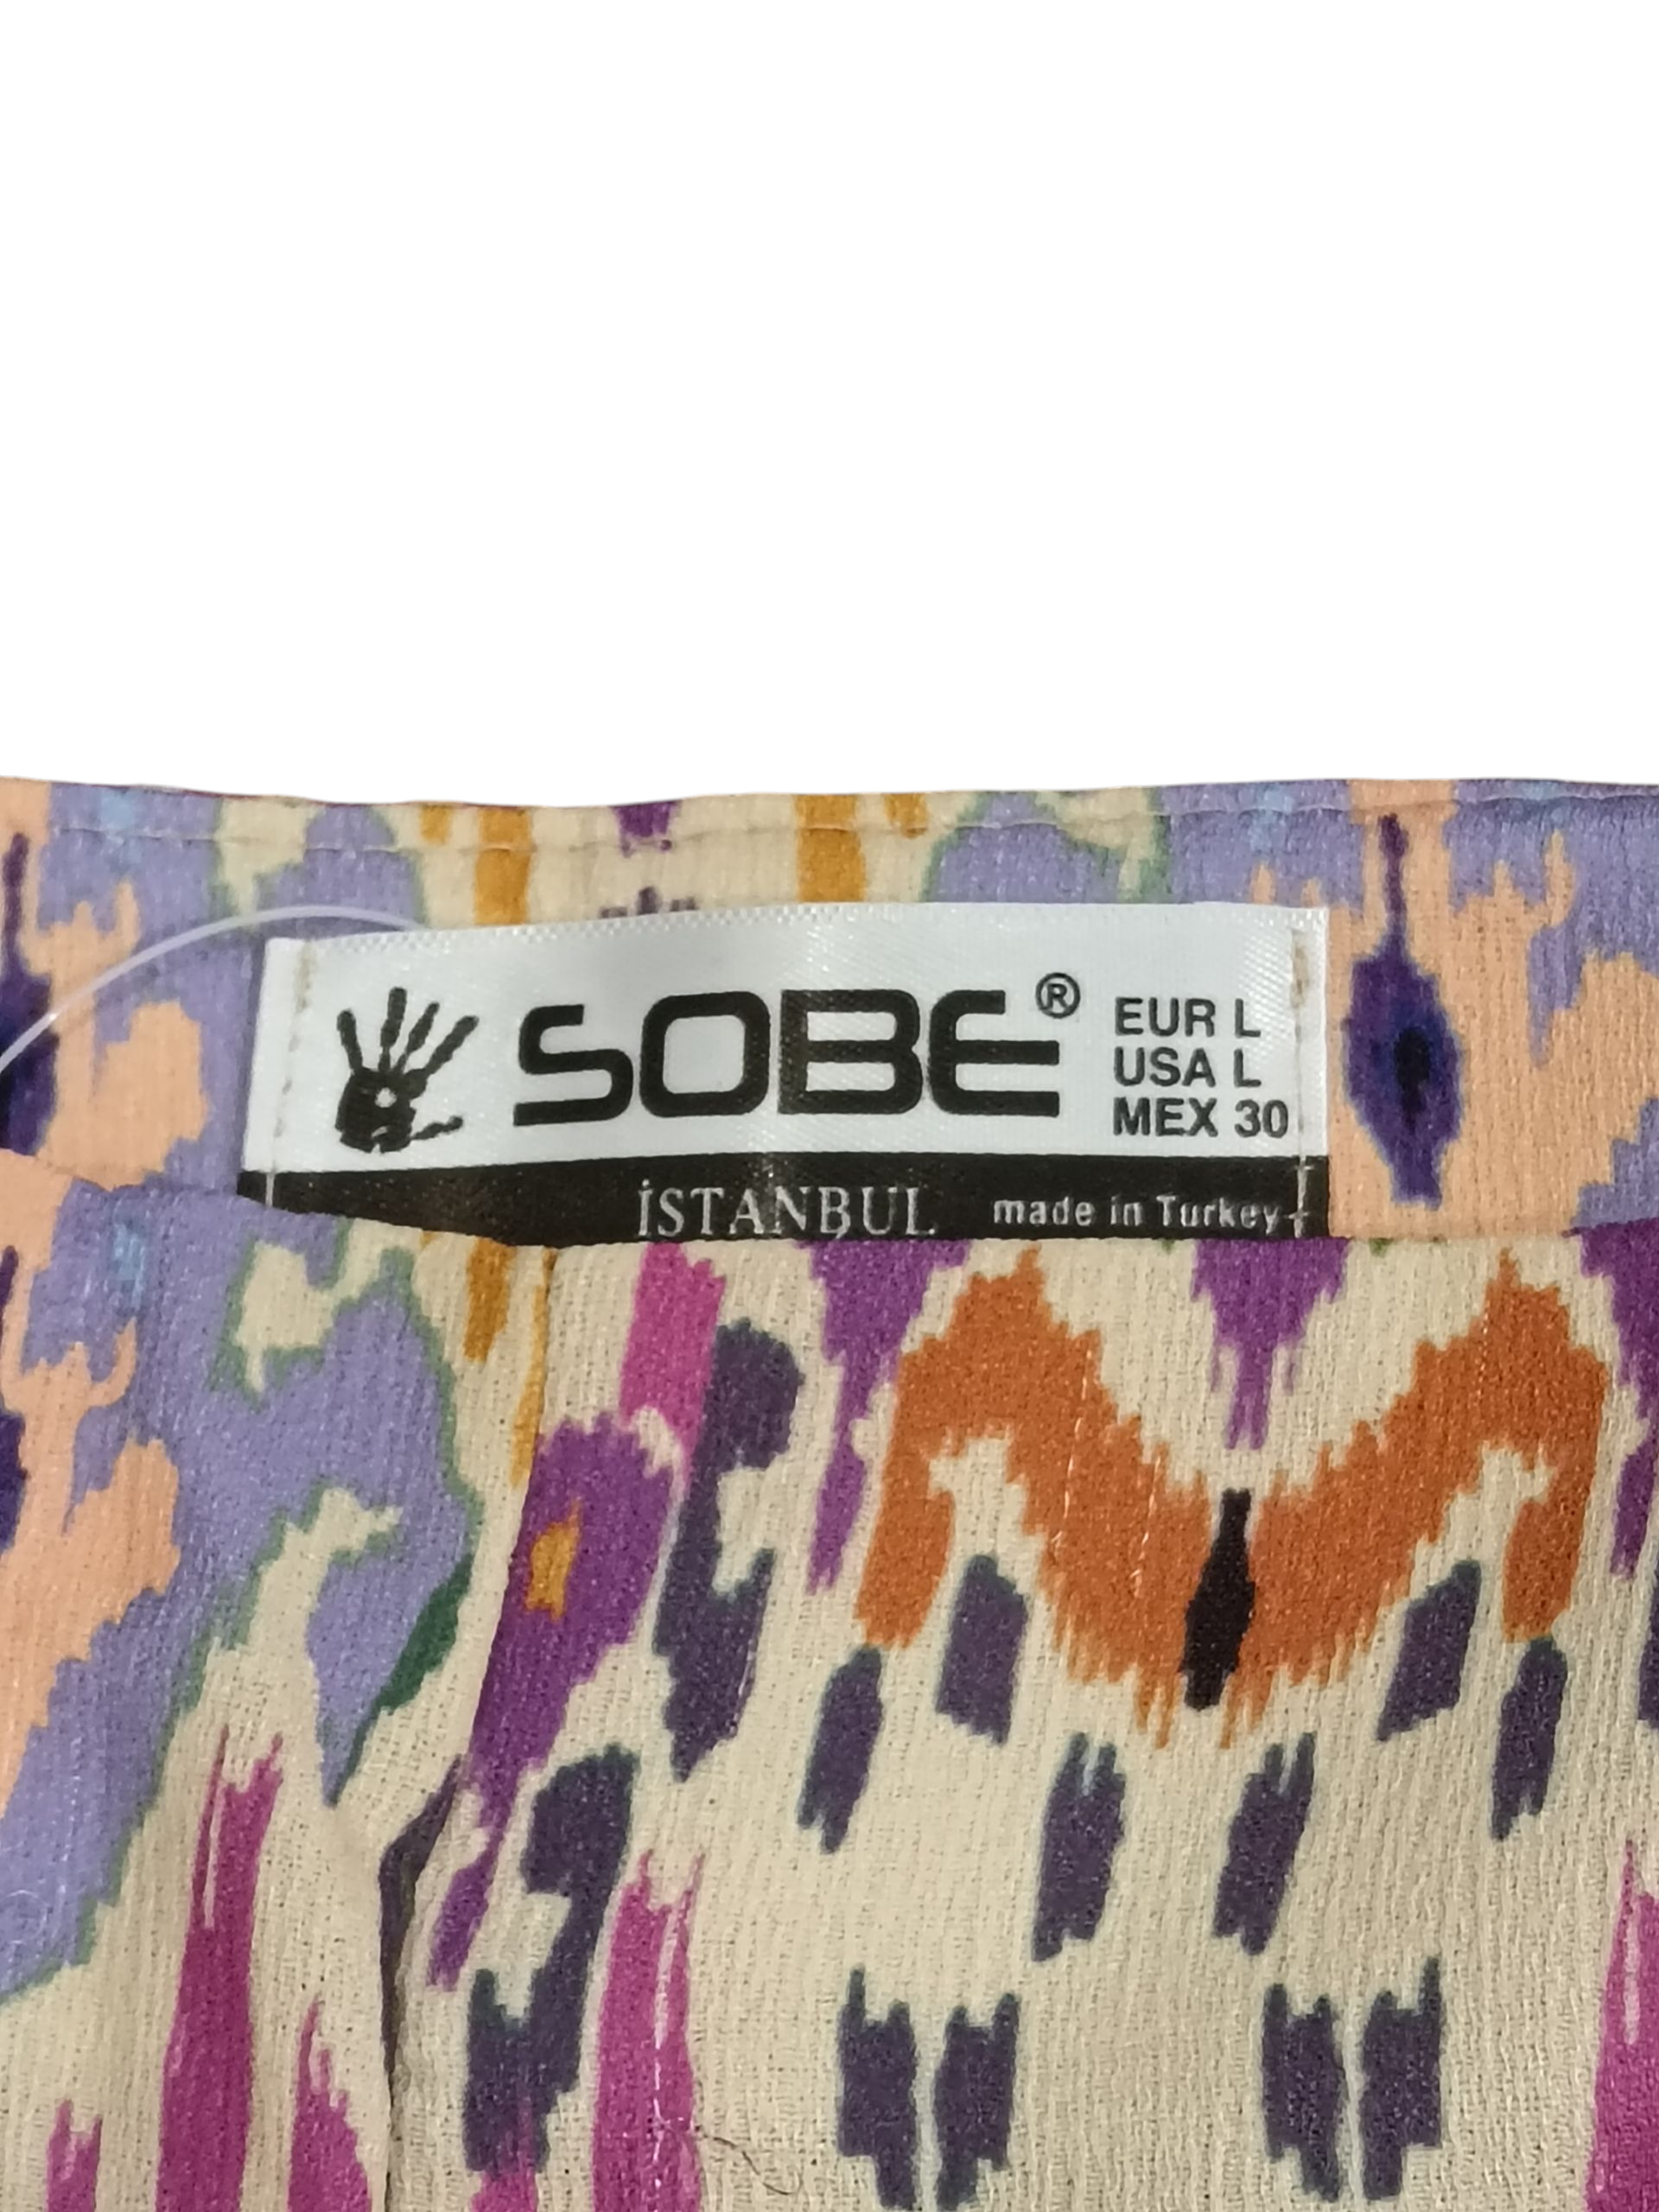 SOBE®
EUR L
USA L
MEX 30
İSTANBUL made in Turkey